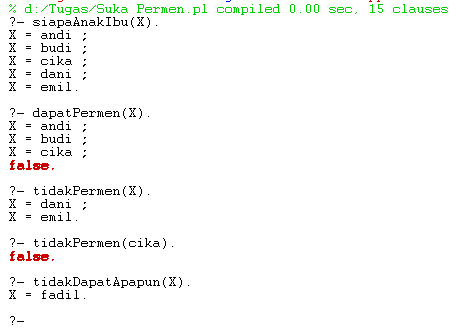 % d:/Tugas/Suka Permen.pl compiled 0.00 sec, 15 clauses
?- siapaAnakIbu(X).
X = andi ;
X = budi ;
X = cika ;
X = dani ;
X = emil.
?- dapatPermen(X).
X = andi ;
X = budi ;
X = cika ;
false.
?- tidakPermen(X).
X = dani ;
X = emil.
?- tidakPermen(cika).
false.
?- tidakDapatApapun(X).
X = fadil.
?-